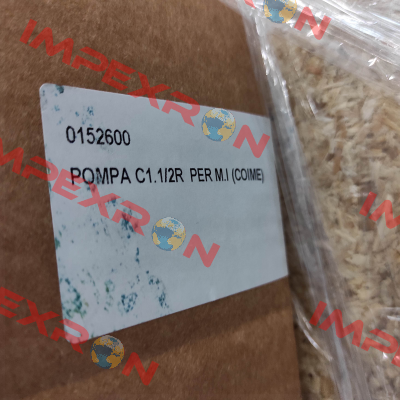 0152600
POMPA C1.1/2R PER M.I (COIME)
IMPEXRON
IMPEXRON
IMPEXRON
IMPEXRON